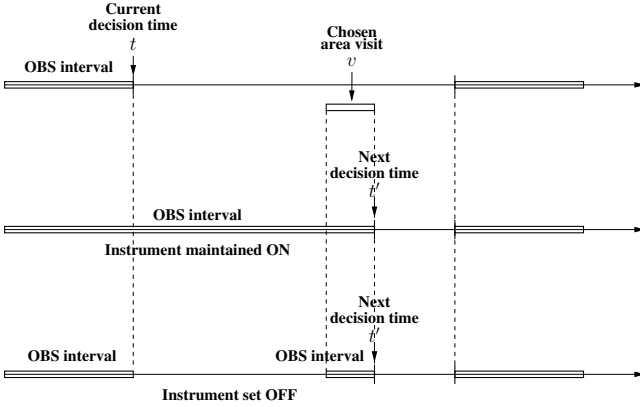 Current
decision time
t
Chosen
area visit
v
OBS interval
Next
decision time
t′
OBS interval
Instrument maintained ON
Next
decision time
t′
OBS interval
OBS interval
Instrument set OFF